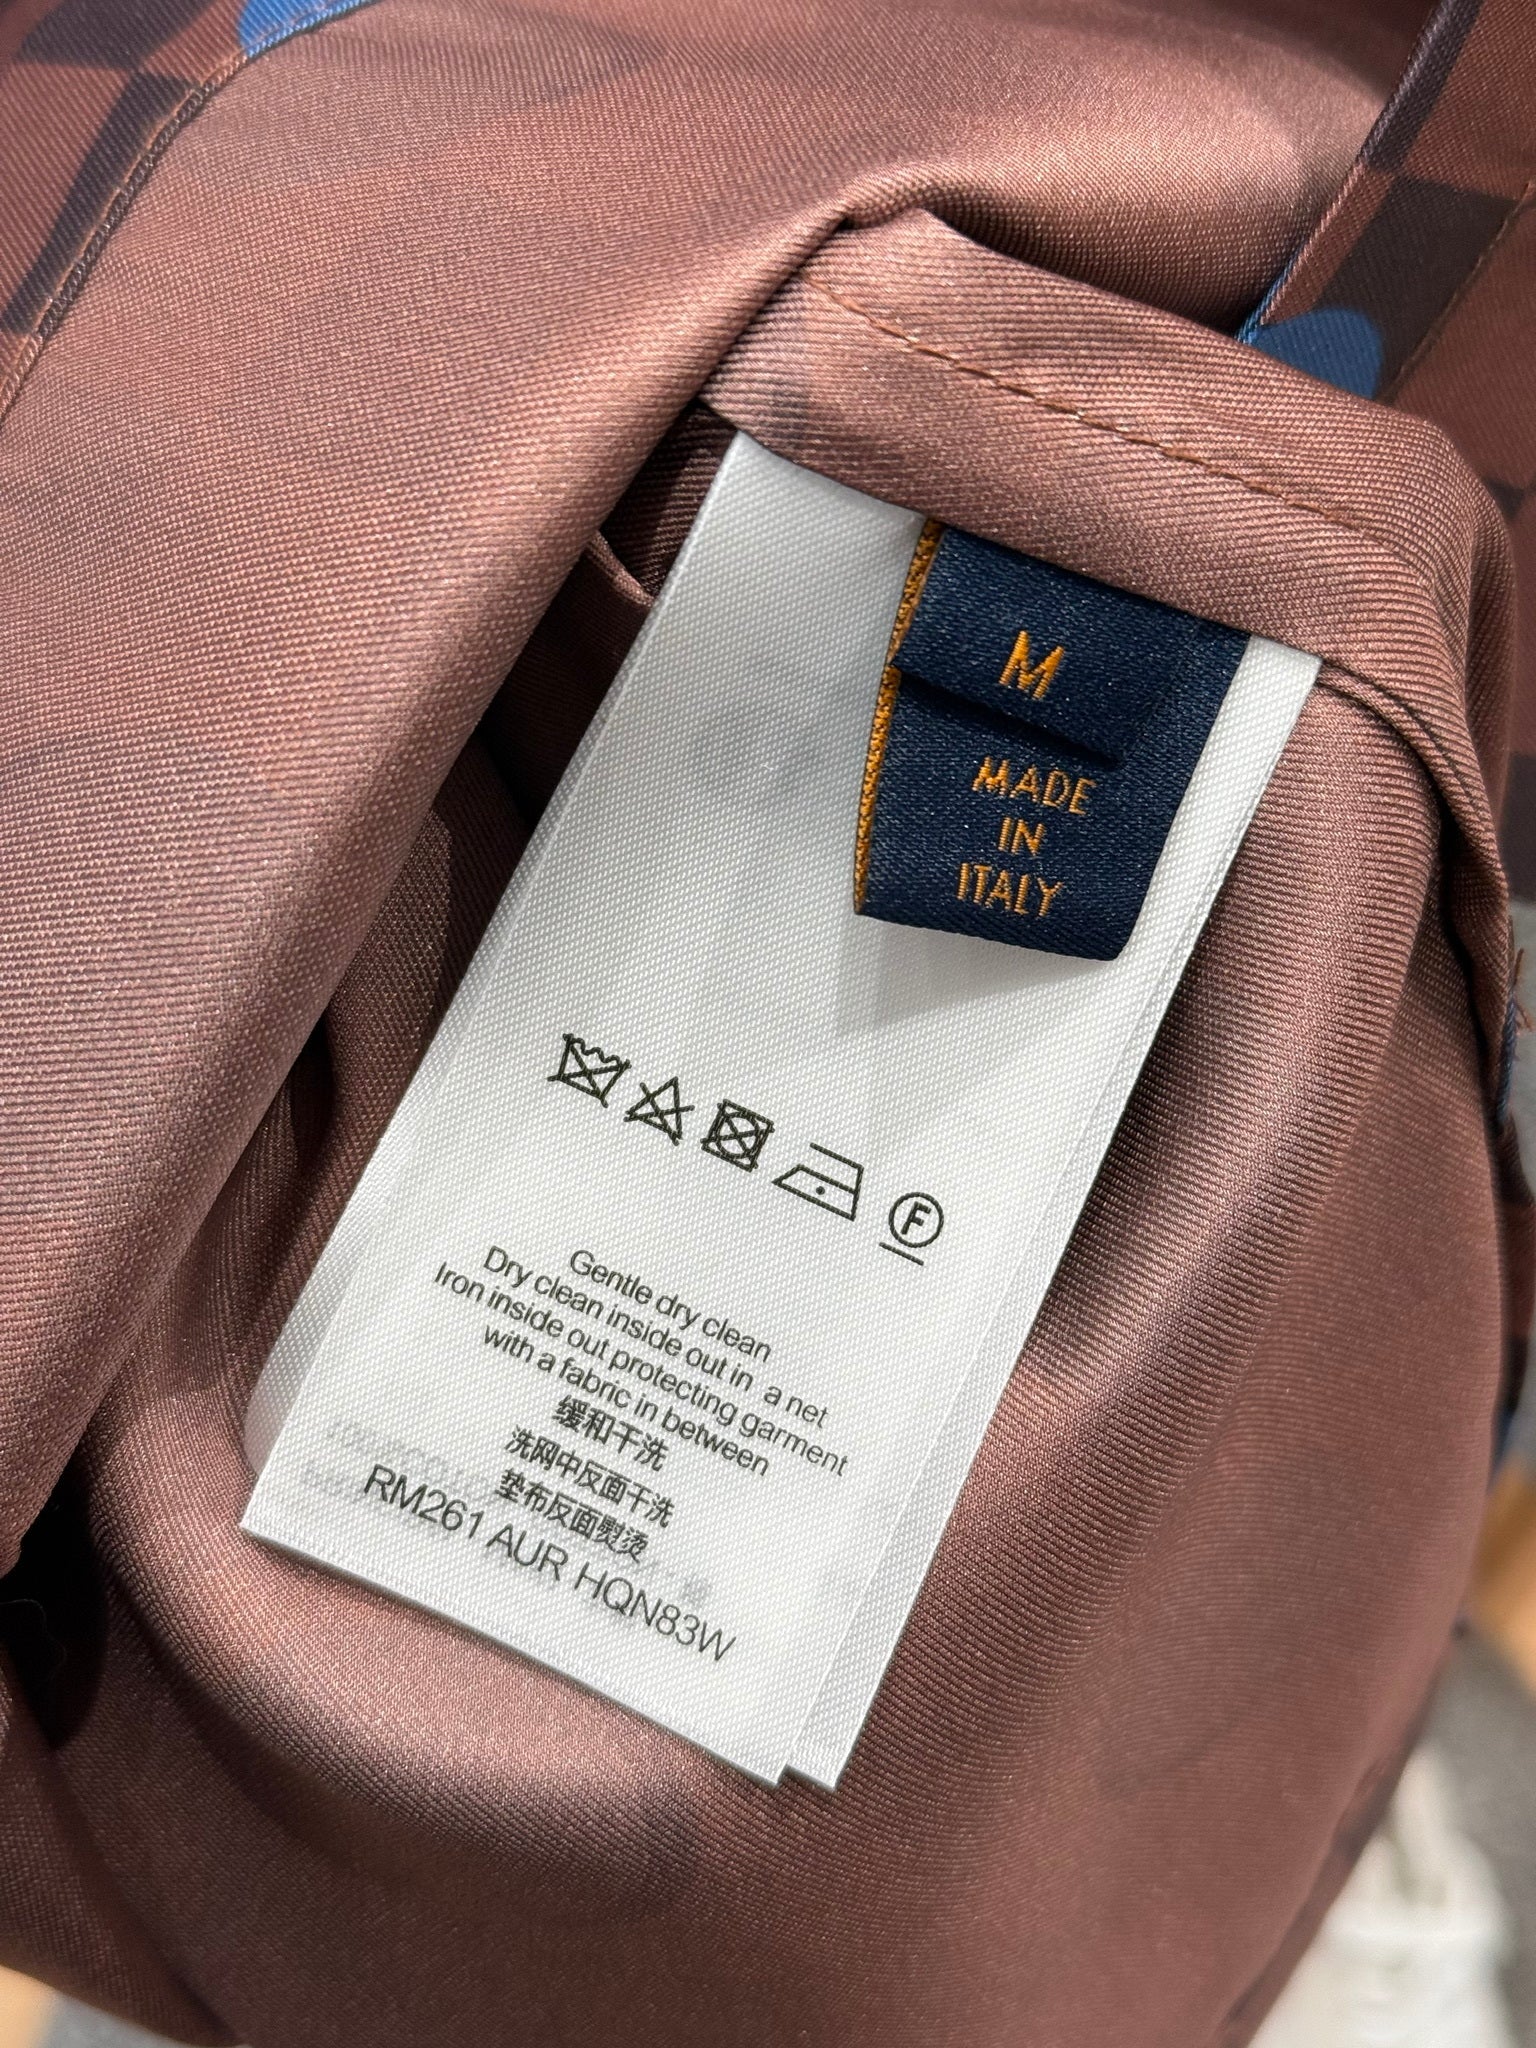 M
MADE
IN
ITALY
F
Gentle dry clean
Dry clean inside out in a net
Iron inside out protecting garment
with a fabric in between
缓和干洗
洗网中反面干洗
垫布反面熨烫
RM261 AUR HQN83W